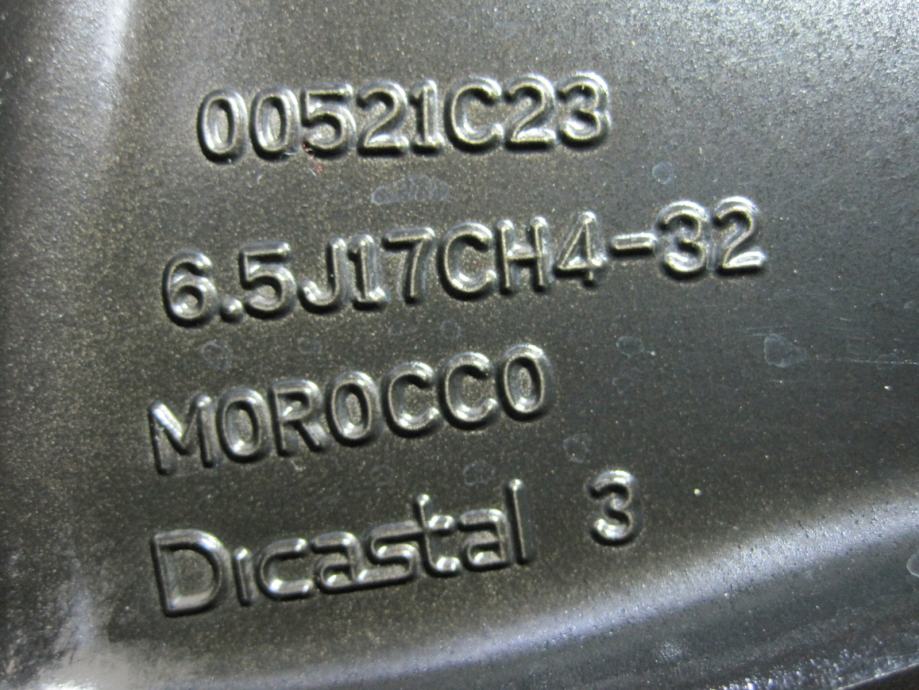 00521C23
6.5J17CH4-32
MOROCCO
Dicastal 3